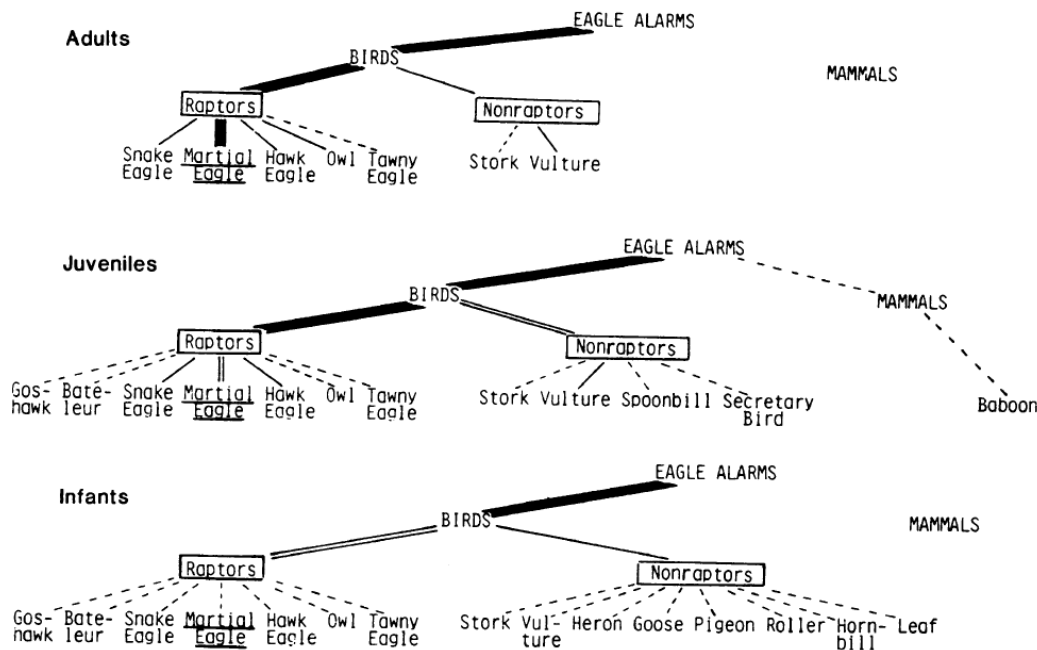 EAGLE ALARMS
Adults
BIRDS
MAMMALS
Raptors
Nonraptors
Snake Martial Hawk Owl Tawny
Eagle Eagle Eagle Eagle
Stork Vulture
EAGLE ALARMS
Juveniles
BIRDS
MAMMALS
Raptors
Nonraptors
Gos- Bate- Snake Martial Hawk Owl Tawny
hawk leur Eagle Eagle Eagle Eagle
Stork Vulture Spoonbill Secretary
Bird
Baboon
EAGLE ALARMS
Infants
BIRDS
MAMMALS
Raptors
Nonraptors
Gos- Bate- Snake Martial Hawk Owl Tawny
hawk leur Eagle Eagle Eagle Eagle
Stork Vul- Heron Goose Pigeon Roller Horn- Leaf
ture bill